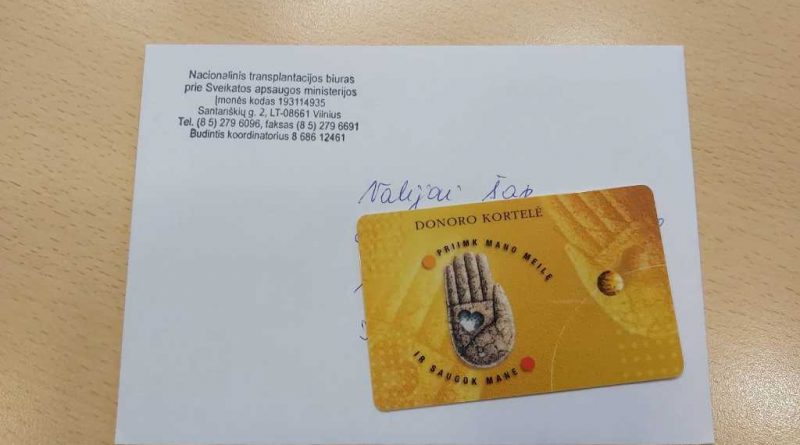 Nacionalinis transplantacijos biuras
prie Sveikatos apsaugos ministerijos
Įmonės kodas 193114935
Santariškių g. 2, LT-08661 Vilnius
Tel. (8 5) 279 6096, faksas (8 5) 279 6691
Budintis koordinatorius 8 686 12461
Nalijai Šap
DONORO KORTELĖ
PRIIMK MANO MEILĘ
IR SAUGOK MANE